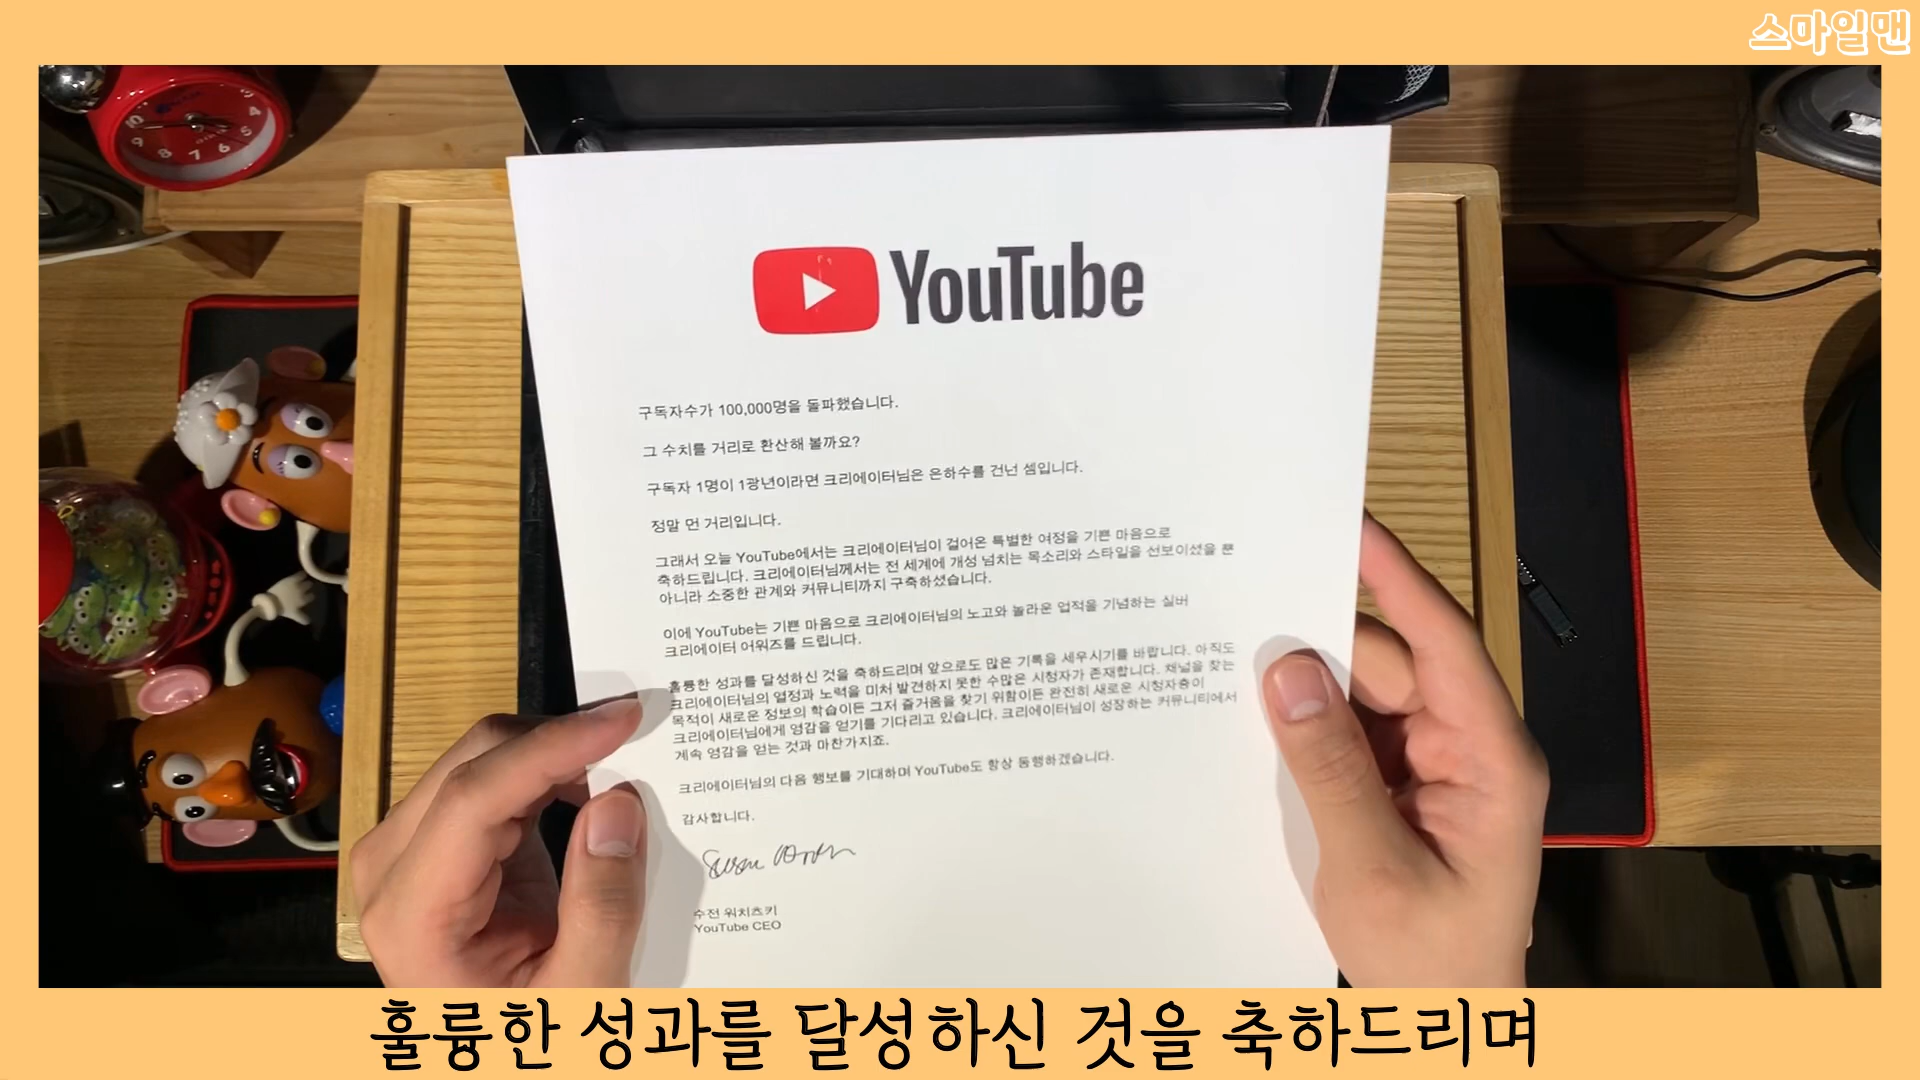 스마일맨
YouTube
구독자수가 100,000명을 돌파했습니다.
그 수치를 거리로 환산해 볼까요?
구독자 1명이 1광년이라면 크리에이터님은 은하수를 건넌 셈입니다.
정말 먼 거리입니다.
그래서 오늘 YouTube에서는 크리에이터님이 걸어온 특별한 여정을 기쁜 마음으로
축하드립니다. 크리에이터님께서는 전 세계에 개성 넘치는 목소리와 스타일을 선보이셨을 뿐
아니라 소중한 관계와 커뮤니티까지 구축하셨습니다.
이에 YouTube는 기쁜 마음으로 크리에이터님의 노고와 놀라운 업적을 기념하는 실버
크리에이터 어워즈를 드립니다.
훌륭한 성과를 달성하신 것을 축하드리며 앞으로도 많은 기록을 세우시기를 바랍니다. 아직도
크리에이터님의 열정과 노력을 미처 발견하지 못한 수많은 시청자가 존재합니다. 채널을 찾는
목적이 새로운 정보의 학습이든 그저 즐거움을 찾기 위함이든 완전히 새로운 시청자층이
크리에이터님에게 영감을 얻기를 기다리고 있습니다. 크리에이터님이 성장하는 커뮤니티에서
계속 영감을 얻는 것과 마찬가지죠.
크리에이터님의 다음 행보를 기대하며 YouTube도 항상 동행하겠습니다.
감사합니다.
수전 워치츠키
YouTube CEO
훌륭한 성과를 달성하신 것을 축하드리며